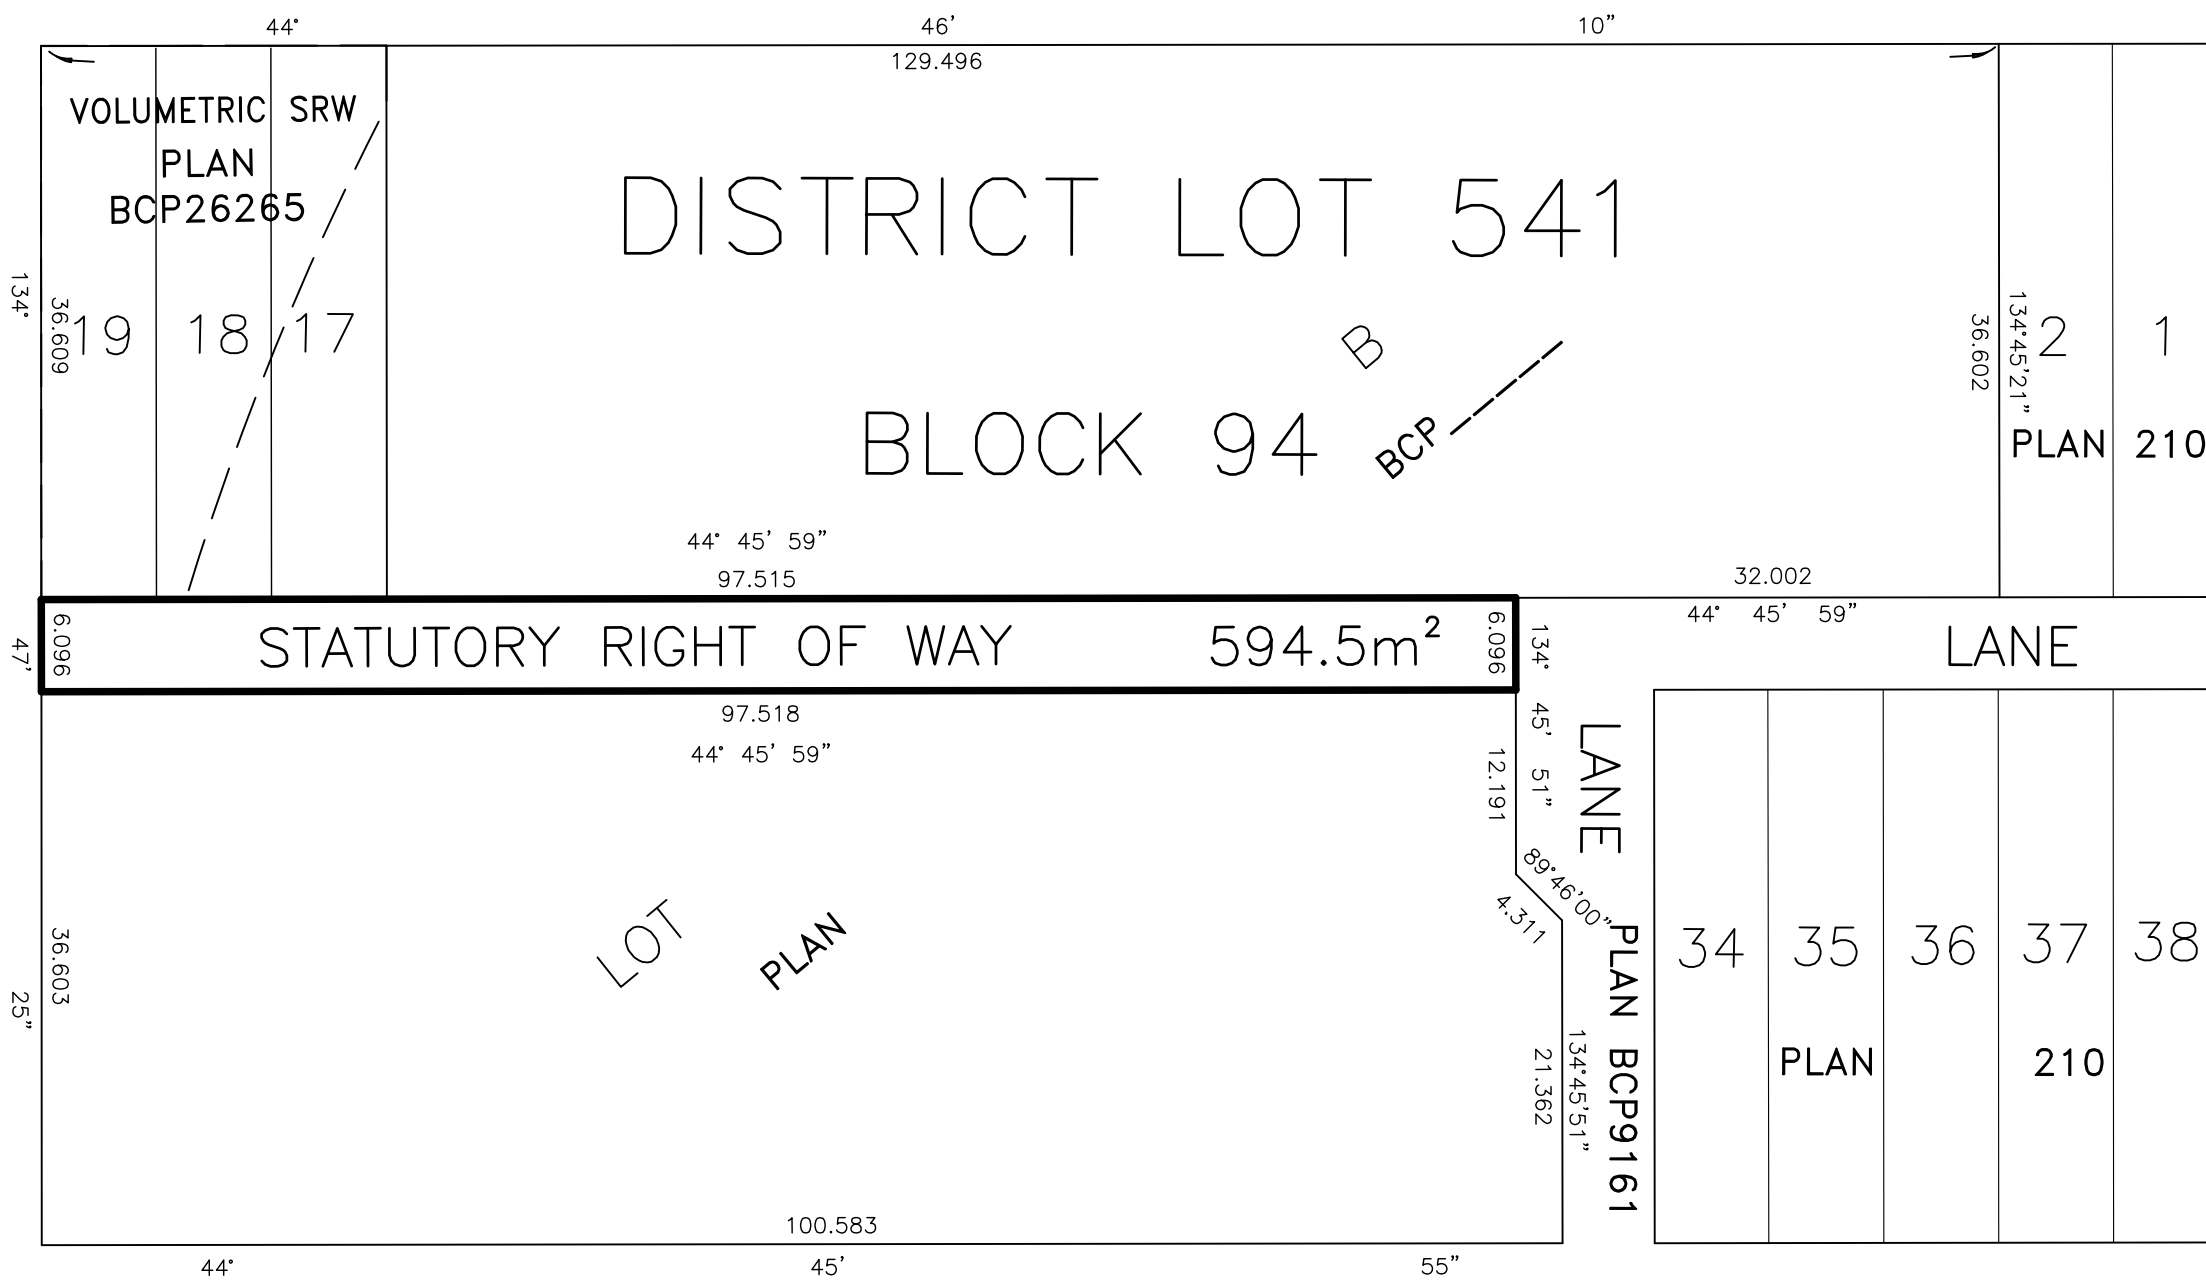 44° 46' 10"
129.496
VOLUMETRIC SRW
PLAN
BCP26265
DISTRICT LOT 541
BLOCK 94
B
BCP
134° 47' 25"
36.609
19 18 17
36.602
134°45'21"
2 1
PLAN 210
44° 45' 59"
97.515
32.002
44° 45' 59"
6.096
STATUTORY RIGHT OF WAY 594.5m²
6.096
134° 45' 51"
LANE
97.518
44° 45' 59"
12.191
LANE
89°46'00"
4.311
LOT
PLAN
36.603
PLAN BCP9161
21.362
134°45'51"
34 35 36 37 38
PLAN 210
100.583
44° 45' 55"